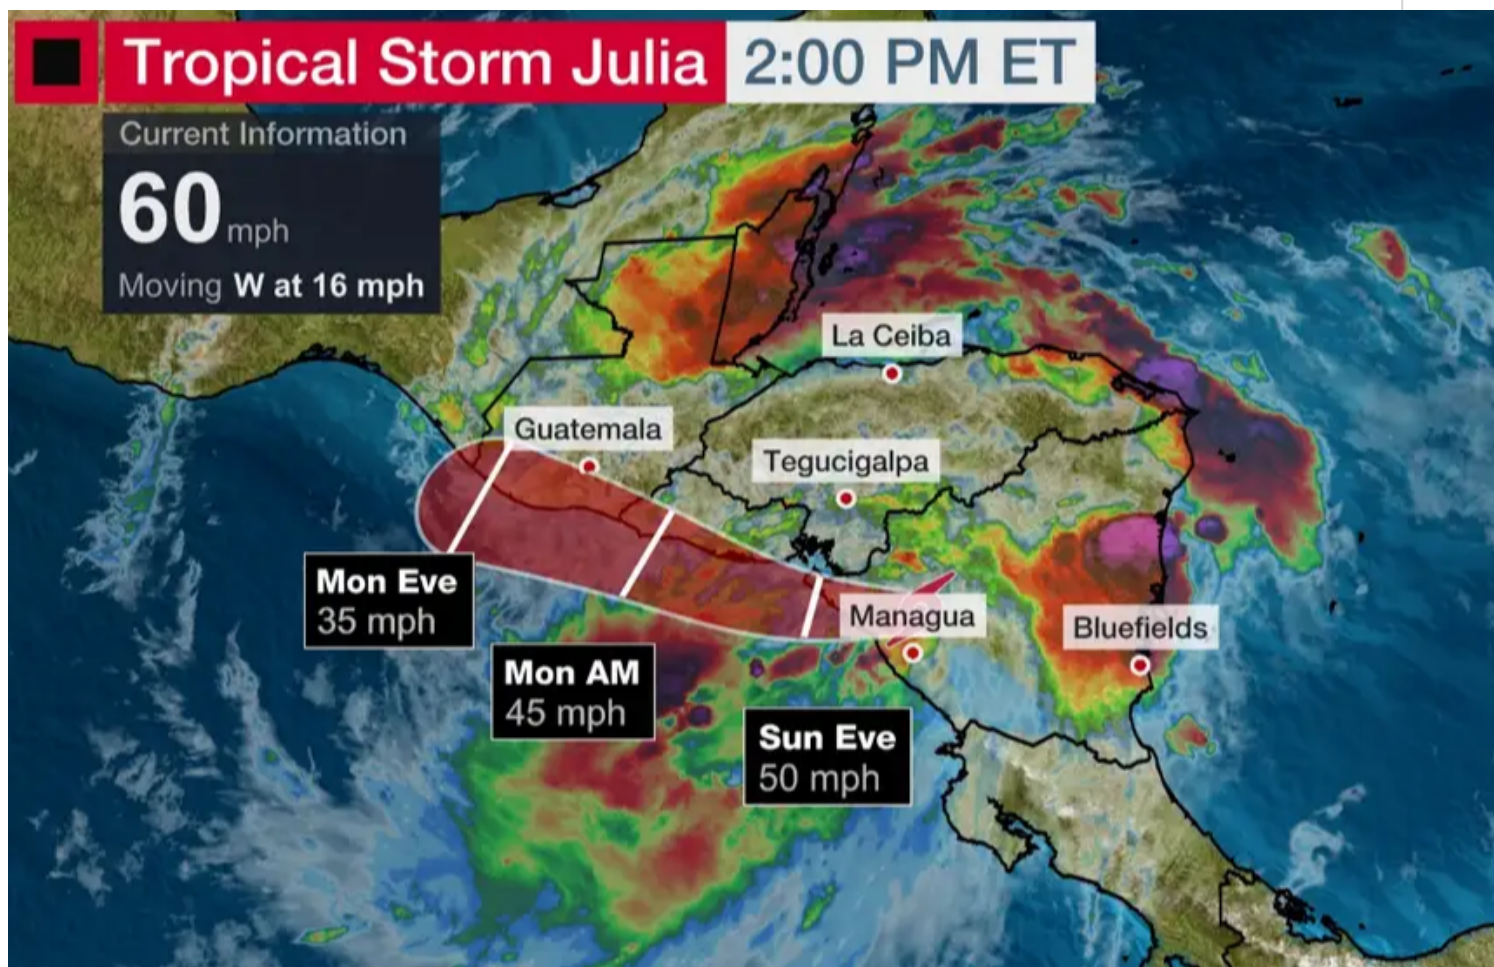 Tropical Storm Julia 2:00 PM ET
Current Information
60 mph
Moving W at 16 mph
La Ceiba
Guatemala
Tegucigalpa
Mon Eve
35 mph
Managua
Bluefields
Mon AM
45 mph
Sun Eve
50 mph